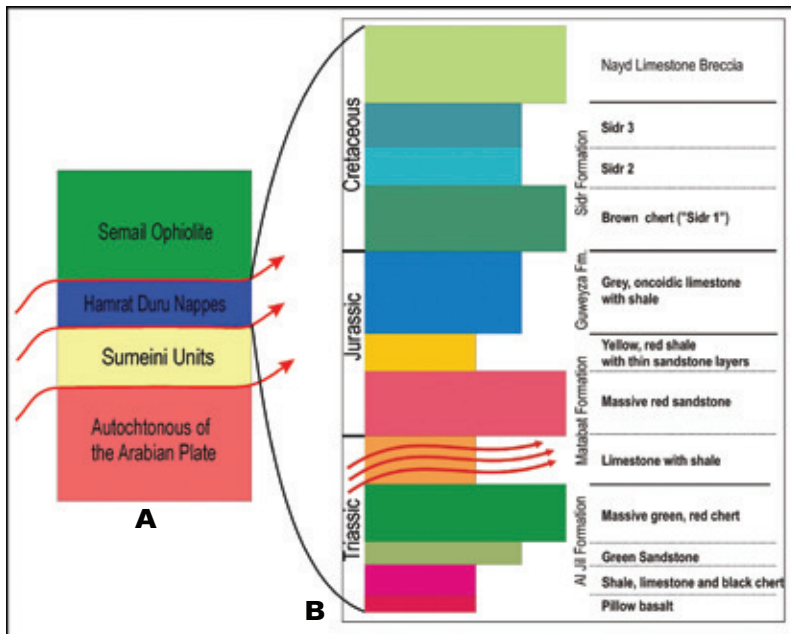 Semail Ophiolite
Hamrat Duru Nappes
Sumeini Units
Autochtonous of
the Arabian Plate
A
B
Cretaceous
Jurassic
Triassic
Nayd Limestone Breccia
Sidr 3
Sidr 2
Brown chert ("Sidr 1")
Sidr Formation
Grey, oncoidic limestone
with shale
Guweyza Fm.
Yellow, red shale
with thin sandstone layers
Massive red sandstone
Limestone with shale
Matabat Formation
Massive green, red chert
Green Sandstone
Shale, limestone and black chert
Pillow basalt
Al Jil Formation